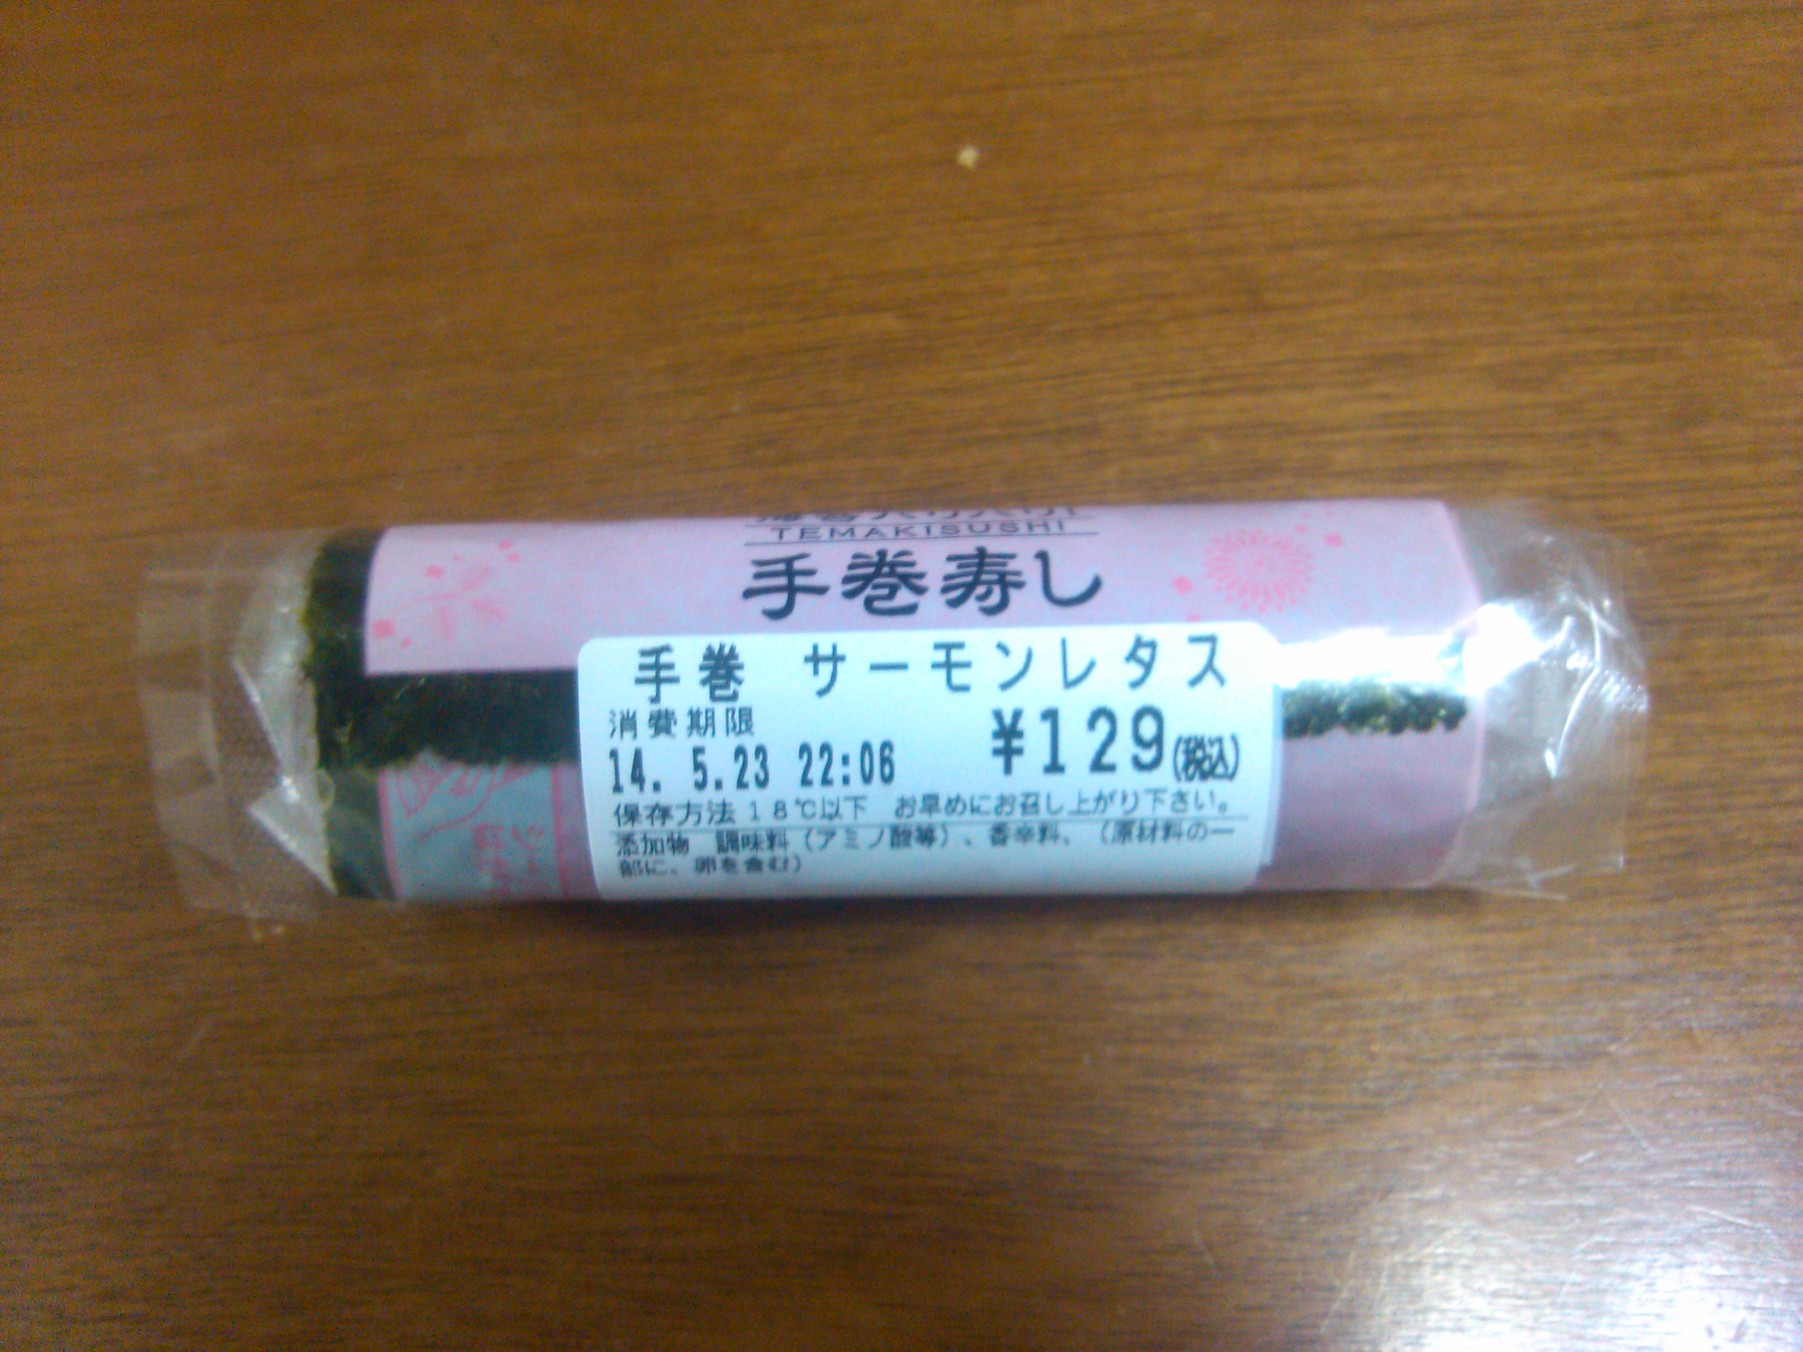 TEMAKISUSHI
手巻寿し
手巻 サーモンレタス
消費期限
14. 5.23 22:06 ¥129(税込)
保存方法 18℃以下 お早めにお召し上がり下さい。
添加物 調味料(アミノ酸等)、香辛料、(原材料の一
部に、卵を含む)